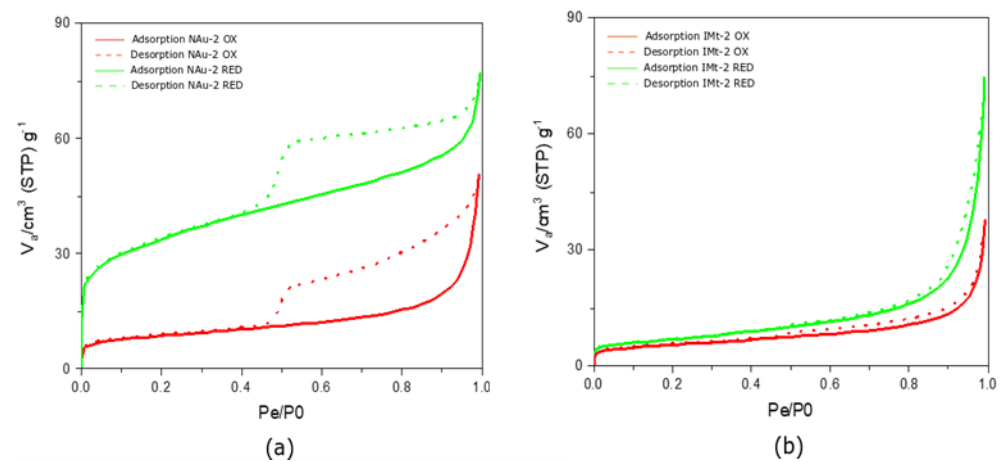 90
60
30
0
Va/cm³ (STP) g⁻¹
Adsorption NAu-2 OX
Desorption NAu-2 OX
Adsorption NAu-2 RED
Desorption NAu-2 RED
0.0 0.2 0.4 0.6 0.8 1.0
Pe/P0
(a)
90
60
30
0
Va/cm³ (STP) g⁻¹
Adsorption IMt-2 OX
Desorption IMt-2 OX
Adsorption IMt-2 RED
Desorption IMt-2 RED
0.0 0.2 0.4 0.6 0.8 1.0
Pe/P0
(b)